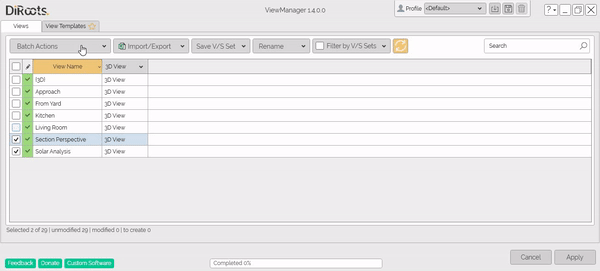 DiRoots.
ViewManager 1.4.0.0
Profile <Default>
Views
View Templates
Batch Actions
Import/Export
Save V/S Set
Rename
Filter by V/S Sets
Search
View Name 3D View
{3D} 3D View
Approach 3D View
From Yard 3D View
Kitchen 3D View
Living Room 3D View
Section Perspective 3D View
Solar Analysis 3D View
Selected 2 of 29 | unmodified 29 | modified 0 | to create 0
Cancel
Apply
Feedback
Donate
Custom Software
Completed 0%